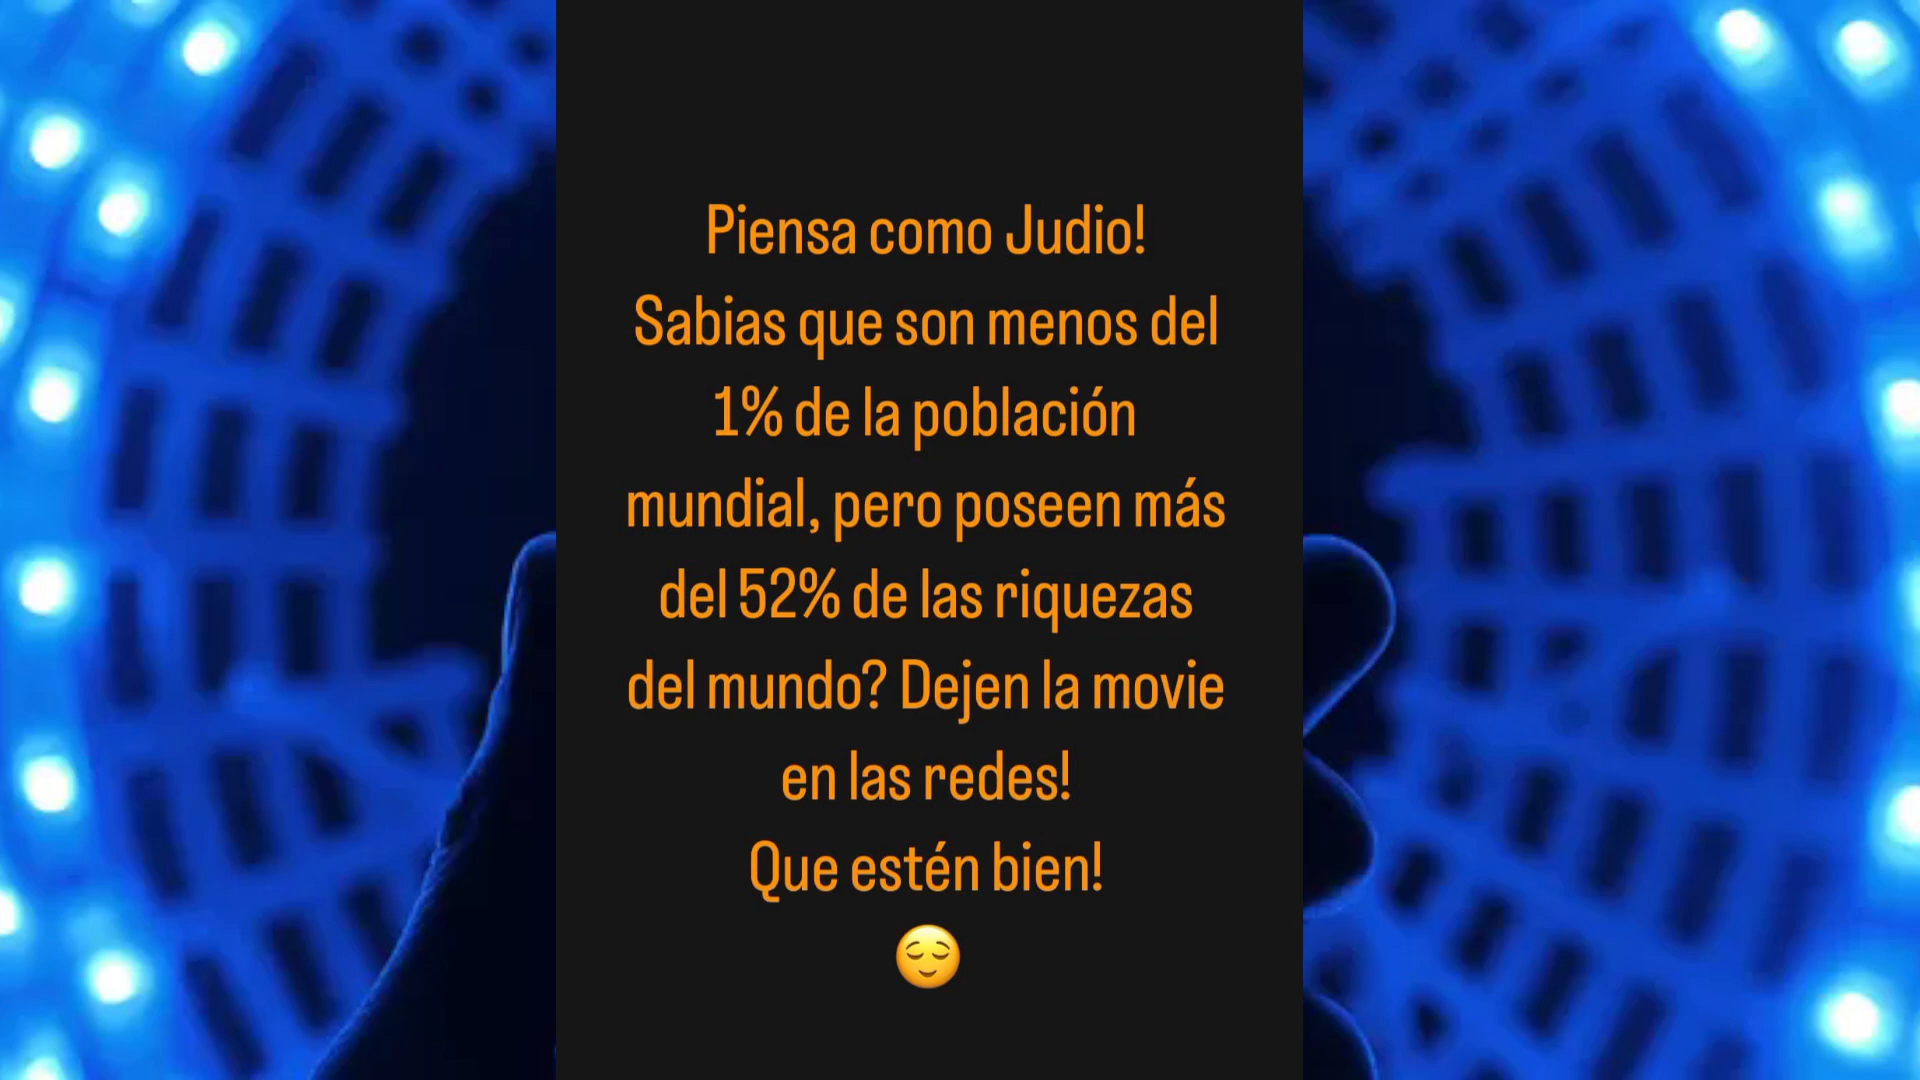 Piensa como Judio!
Sabias que son menos del
1% de la población
mundial, pero poseen más
del 52% de las riquezas
del mundo? Dejen la movie
en las redes!
Que estén bien!
😌